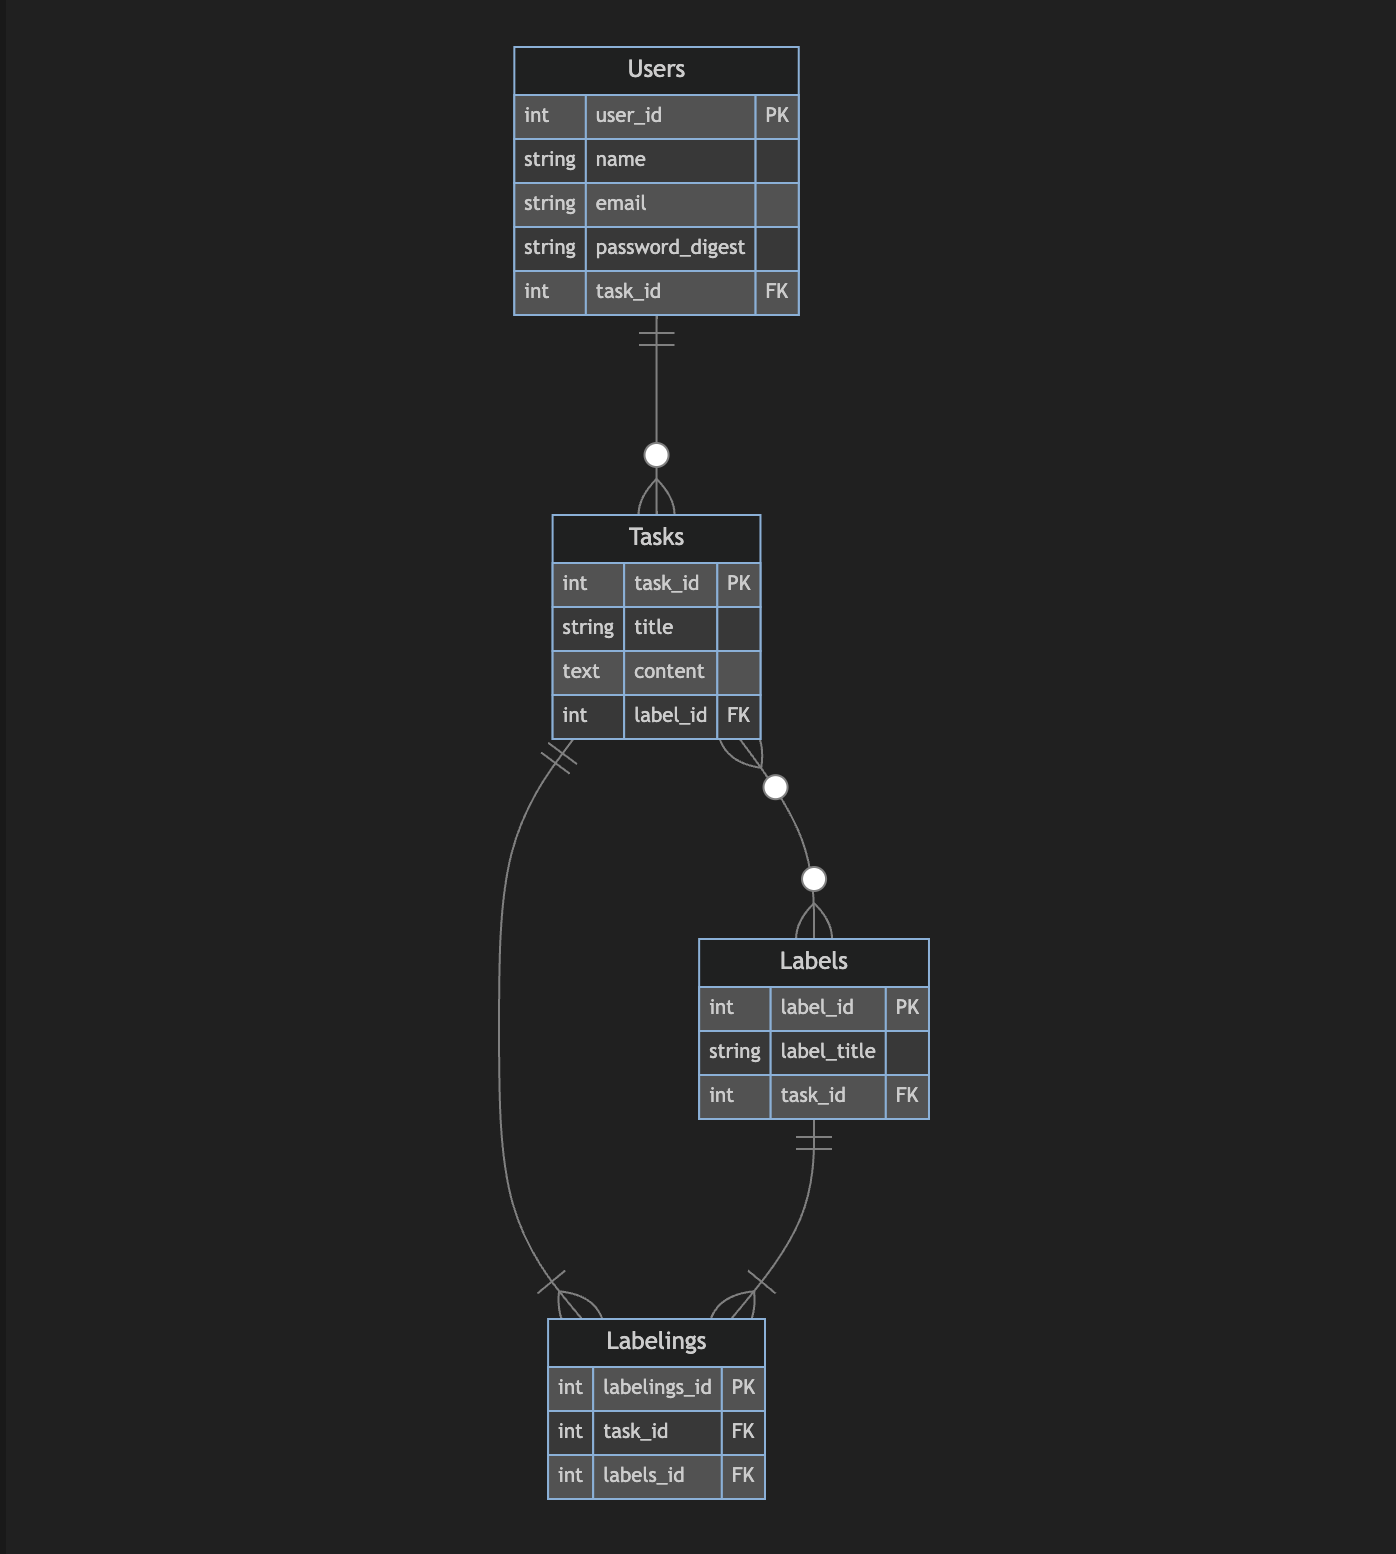 Users
int user_id PK
string name
string email
string password_digest
int task_id FK
Tasks
int task_id PK
string title
text content
int label_id FK
Labels
int label_id PK
string label_title
int task_id FK
Labelings
int labelings_id PK
int task_id FK
int labels_id FK